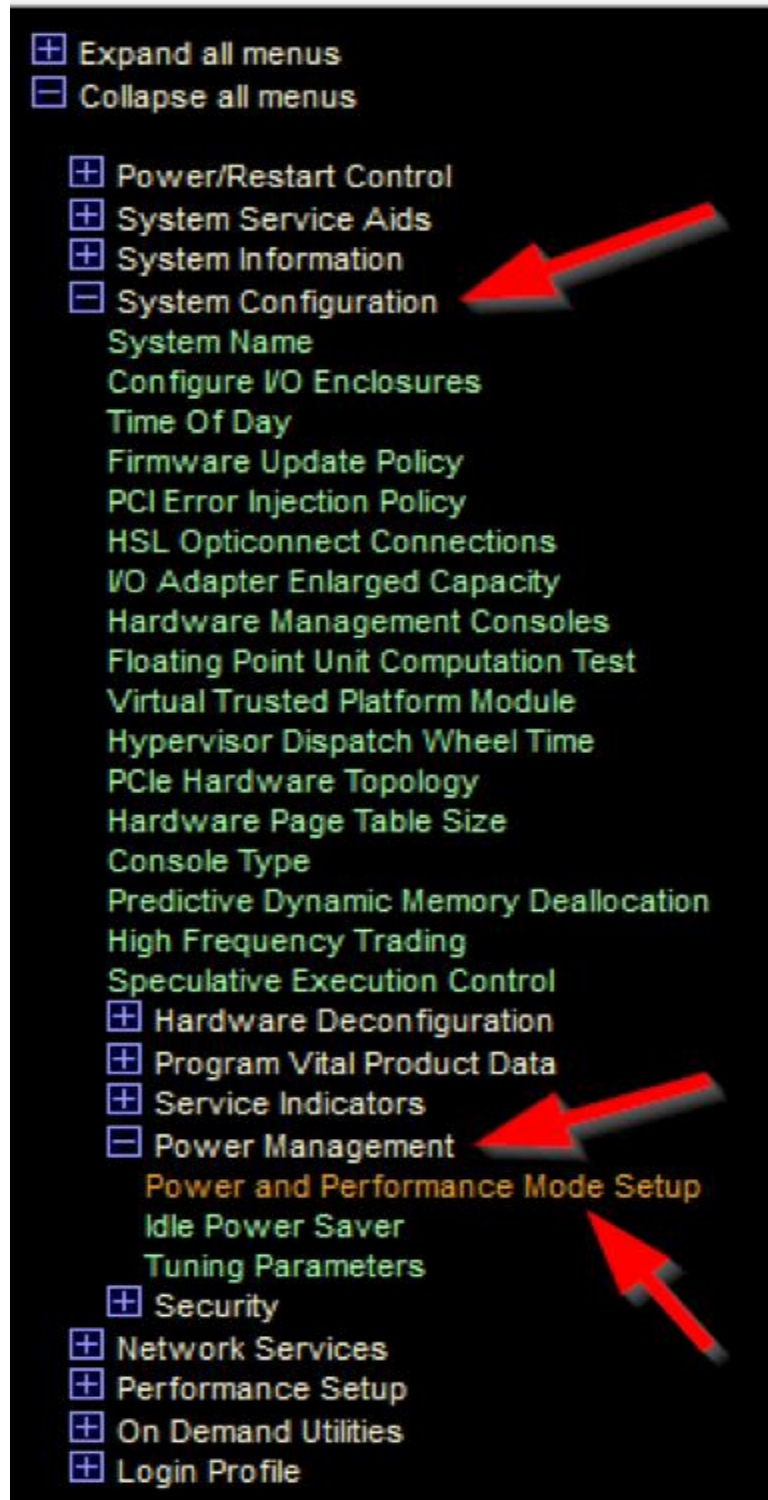 Expand all menus
Collapse all menus
Power/Restart Control
System Service Aids
System Information
System Configuration
System Name
Configure I/O Enclosures
Time Of Day
Firmware Update Policy
PCI Error Injection Policy
HSL Opticonnect Connections
I/O Adapter Enlarged Capacity
Hardware Management Consoles
Floating Point Unit Computation Test
Virtual Trusted Platform Module
Hypervisor Dispatch Wheel Time
PCIe Hardware Topology
Hardware Page Table Size
Console Type
Predictive Dynamic Memory Deallocation
High Frequency Trading
Speculative Execution Control
Hardware Deconfiguration
Program Vital Product Data
Service Indicators
Power Management
Power and Performance Mode Setup
Idle Power Saver
Tuning Parameters
Security
Network Services
Performance Setup
On Demand Utilities
Login Profile